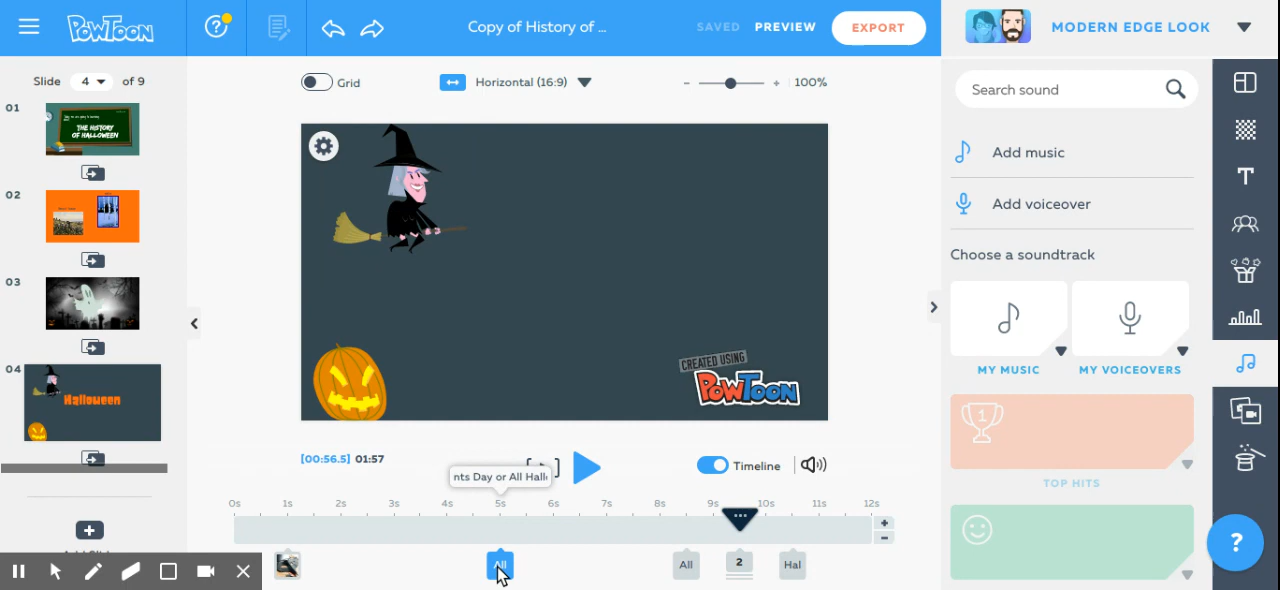 POWTOON
?
Copy of History of ...
SAVED
PREVIEW
EXPORT
MODERN EDGE LOOK
Slide 4 of 9
Grid
Horizontal (16:9)
- + 100%
Search sound
01
THE HISTORY
OF HALLOWEEN
02
03
04
Halloween
Add music
Add voiceover
Choose a soundtrack
MY MUSIC
MY VOICEOVERS
1
TOP HITS
CREATED USING
POWTOON
[00:56.5] 01:57
Timeline
nts Day or All Hall
0s 1s 2s 3s 4s 5s 6s 7s 8s 9s 10s 11s 12s
+
-
All
All
2
Hal
T
?